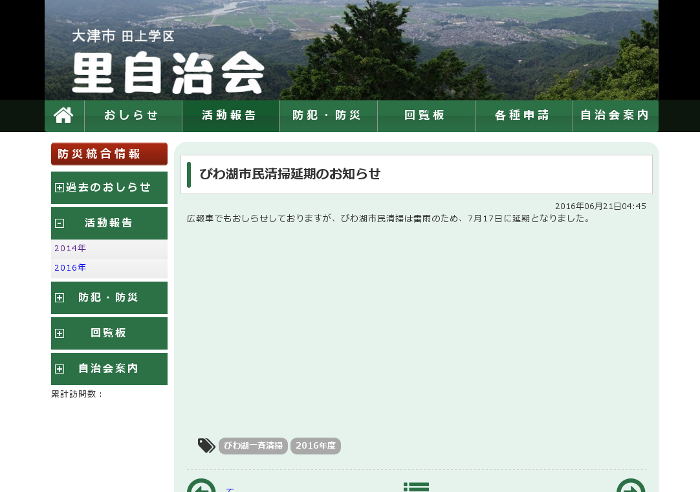 大津市 田上学区
里自治会
おしらせ
活動報告
防犯・防災
回覧板
各種申請
自治会案内
防災統合情報
過去のおしらせ
活動報告
2014年
2016年
防犯・防災
回覧板
自治会案内
累計訪問数：
びわ湖市民清掃延期のお知らせ
2016年06月21日04:45
広報車でもおしらせしておりますが、びわ湖市民清掃は雷雨のため、7月17日に延期となりました。
びわ湖一斉清掃
2016年度